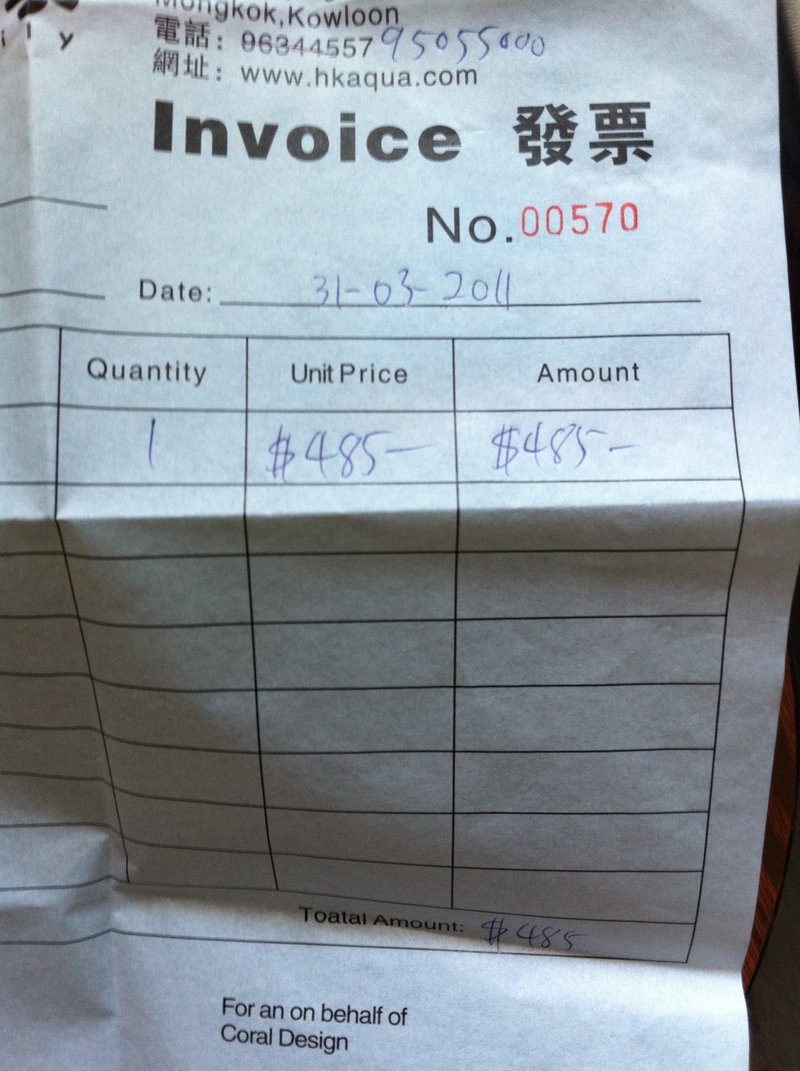 ily
Mongkok,Kowloon
電話: 96344557 95055000
網址: www.hkaqua.com
Invoice 發票
No.00570
Date: 31-03-2011
Quantity Unit Price Amount
1 $485- $485-
Toatal Amount: $485
For an on behalf of
Coral Design